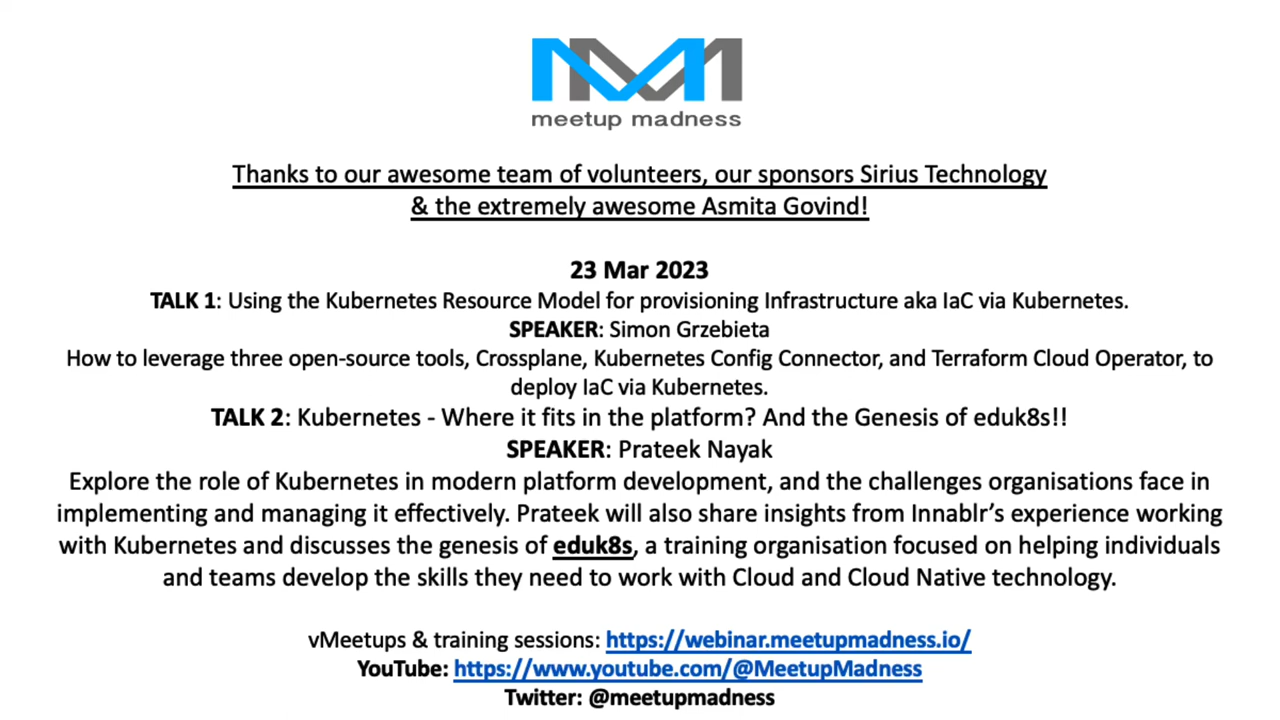 meetup madness
Thanks to our awesome team of volunteers, our sponsors Sirius Technology
& the extremely awesome Asmita Govind!
23 Mar 2023
TALK 1: Using the Kubernetes Resource Model for provisioning Infrastructure aka IaC via Kubernetes.
SPEAKER: Simon Grzebieta
How to leverage three open-source tools, Crossplane, Kubernetes Config Connector, and Terraform Cloud Operator, to
deploy IaC via Kubernetes.
TALK 2: Kubernetes - Where it fits in the platform? And the Genesis of eduk8s!!
SPEAKER: Prateek Nayak
Explore the role of Kubernetes in modern platform development, and the challenges organisations face in
implementing and managing it effectively. Prateek will also share insights from Innablr's experience working
with Kubernetes and discusses the genesis of eduk8s, a training organisation focused on helping individuals
and teams develop the skills they need to work with Cloud and Cloud Native technology.
vMeetups & training sessions: https://webinar.meetupmadness.io/
YouTube: https://www.youtube.com/@MeetupMadness
Twitter: @meetupmadness